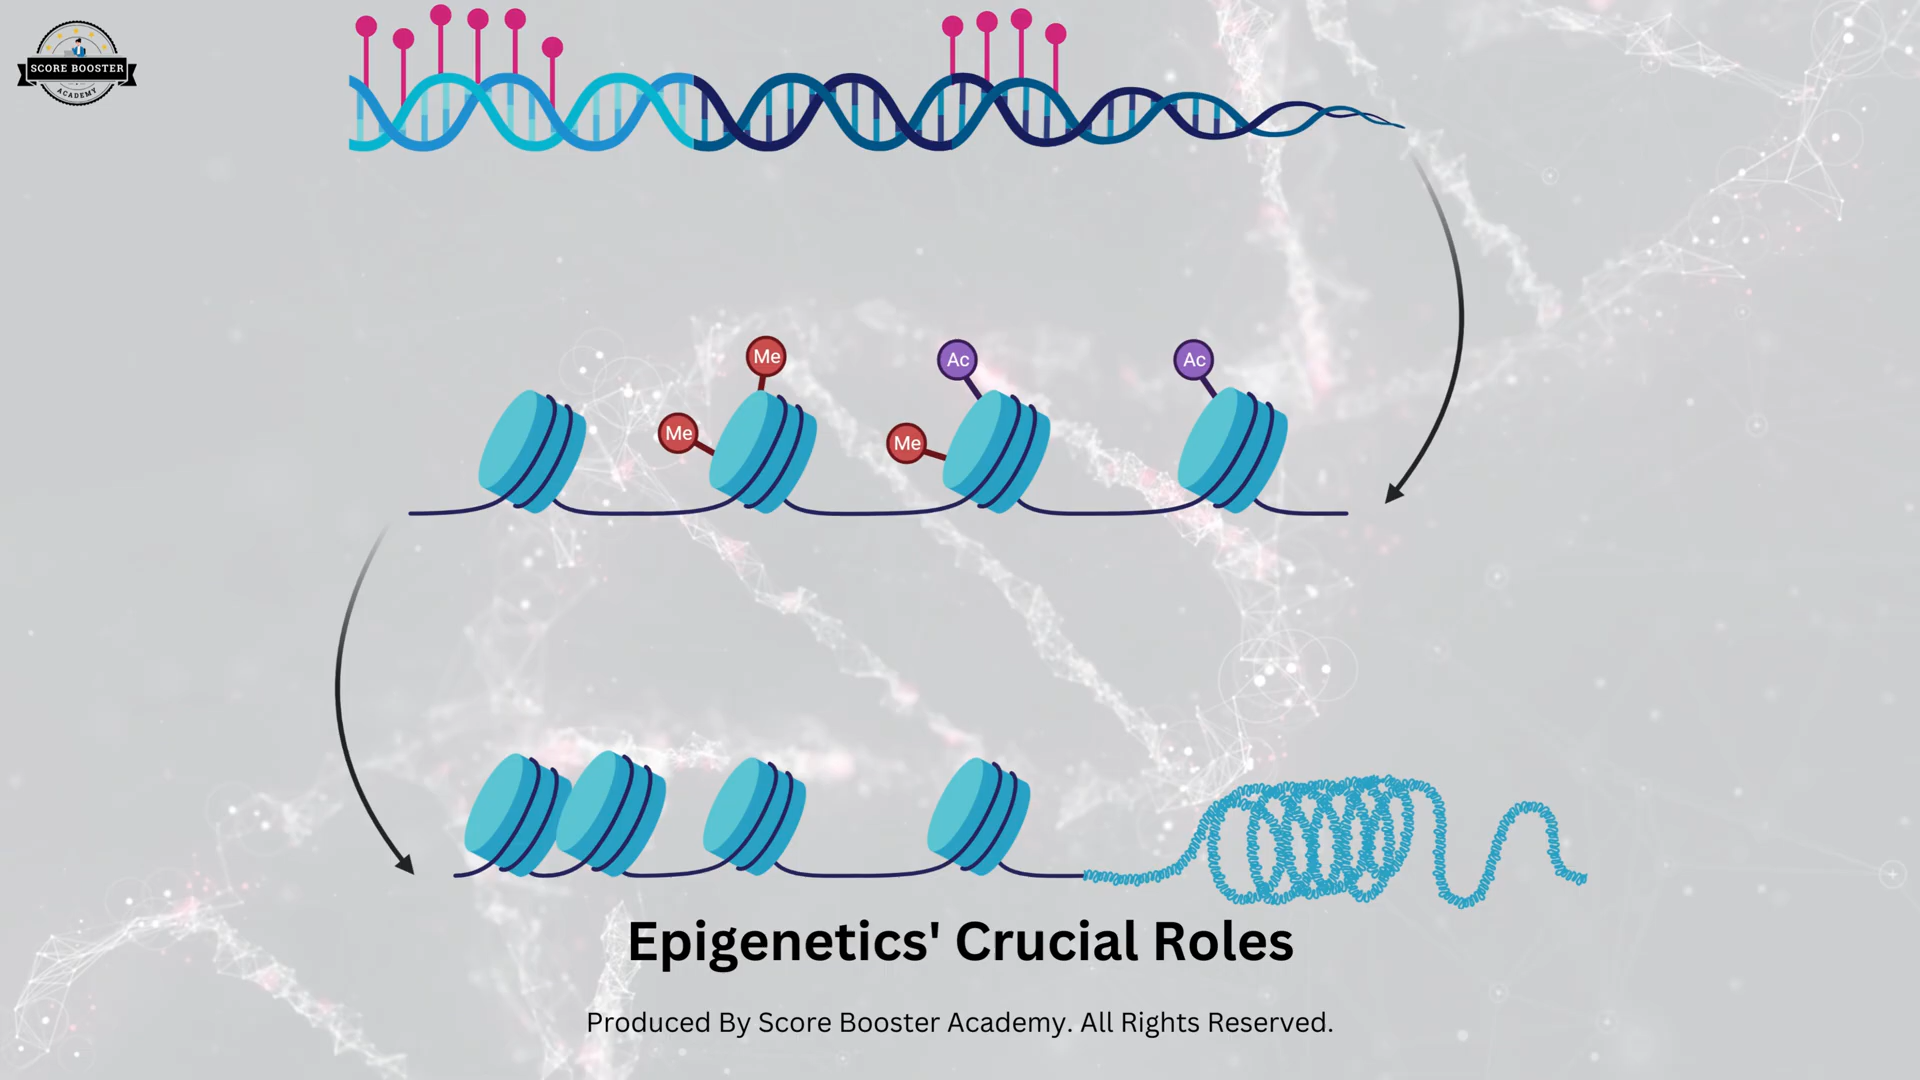 SCORE BOOSTER
ACADEMY
Me
Ac
Ac
Me
Me
Epigenetics' Crucial Roles
Produced By Score Booster Academy. All Rights Reserved.